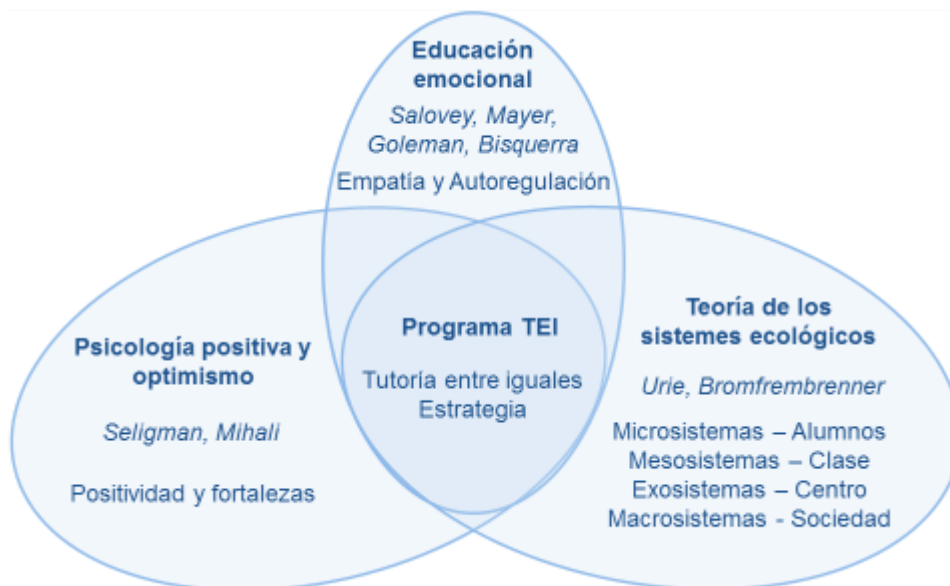 Educación
emocional
Salovey, Mayer,
Goleman, Bisquerra
Empatía y Autoregulación
Psicología positiva y
optimismo
Seligman, Mihali
Positividad y fortalezas
Programa TEI
Tutoría entre iguales
Estrategia
Teoría de los
sistemes ecológicos
Urie, Bromfrembrenner
Microsistemas – Alumnos
Mesosistemas – Clase
Exosistemas – Centro
Macrosistemas - Sociedad